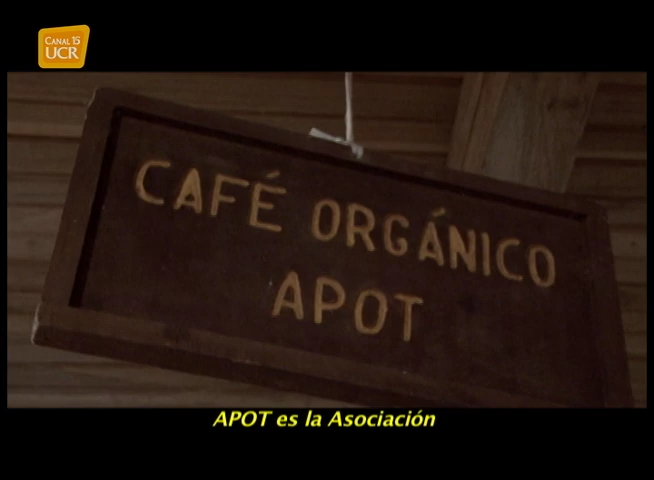 CANAL 15
UCR
CAFÉ ORGÁNICO
APOT
APOT es la Asociación